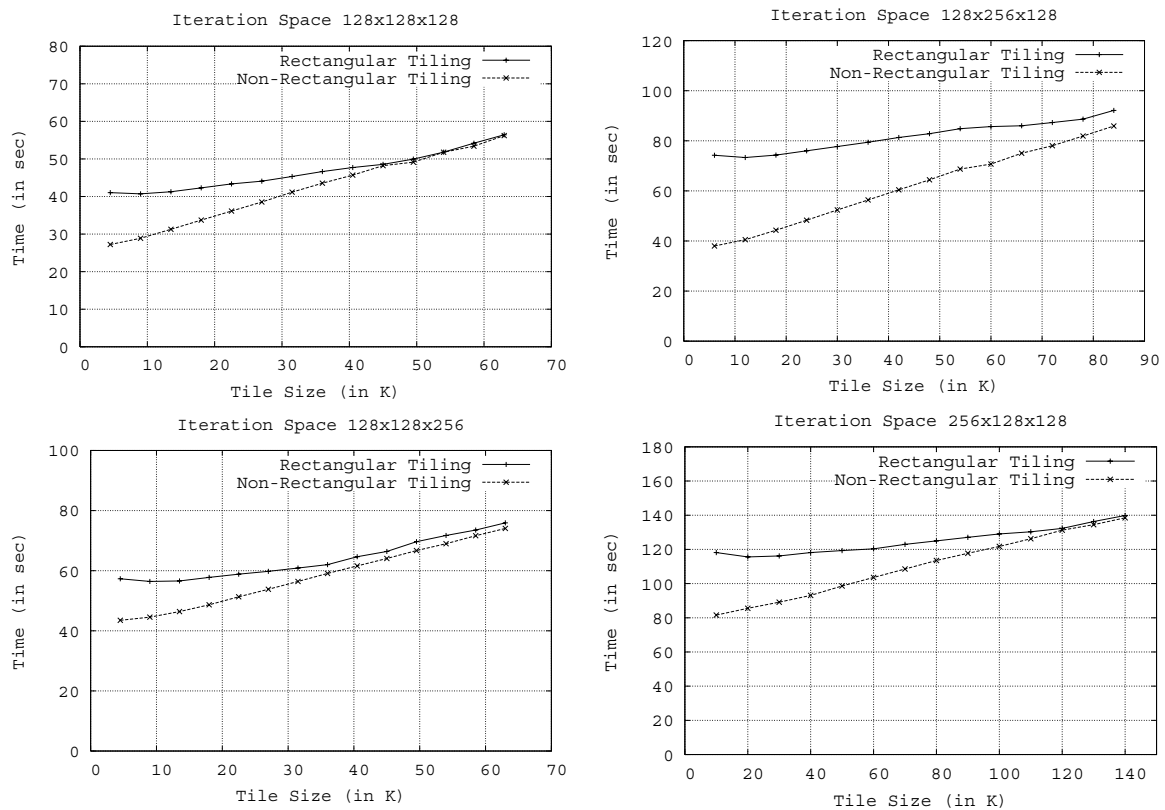 Iteration Space 128x128x128
80
70
60
50
40
30
20
10
0
Time (in sec)
Rectangular Tiling
Non-Rectangular Tiling
0 10 20 30 40 50 60 70
Tile Size (in K)
Iteration Space 128x256x128
120
100
80
60
40
20
0
Time (in sec)
Rectangular Tiling
Non-Rectangular Tiling
0 10 20 30 40 50 60 70 80 90
Tile Size (in K)
Iteration Space 128x128x256
100
80
60
40
20
0
Time (in sec)
Rectangular Tiling
Non-Rectangular Tiling
0 10 20 30 40 50 60 70
Tile Size (in K)
Iteration Space 256x128x128
180
160
140
120
100
80
60
40
20
0
Time (in sec)
Rectangular Tiling
Non-Rectangular Tiling
0 20 40 60 80 100 120 140
Tile Size (in K)